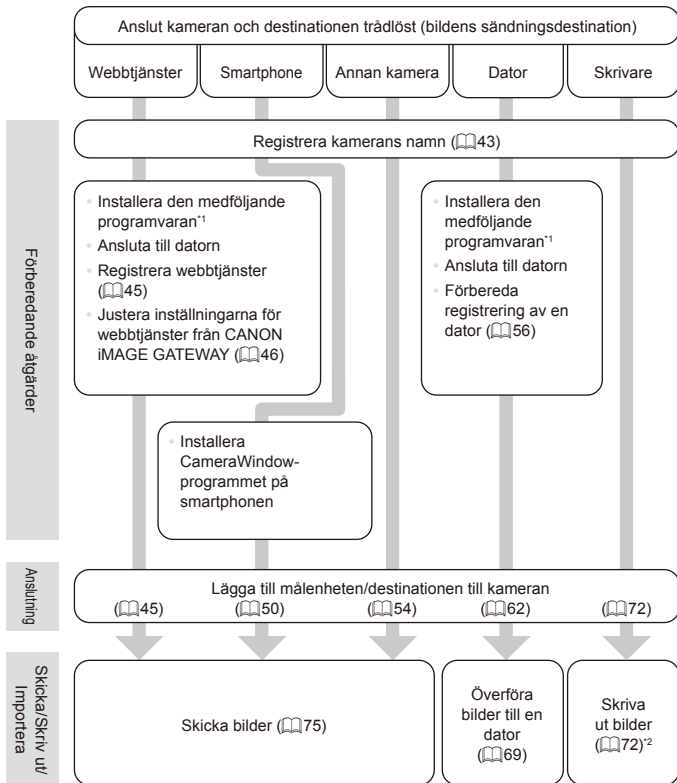 Anslut kameran och destinationen trådlöst (bildens sändningsdestination)
Webbtjänster
Smartphone
Annan kamera
Dator
Skrivare
Förberedande åtgärder
Registrera kamerans namn (43)
• Installera den
medföljande
programvaran*1
• Ansluta till datorn
• Registrera webbtjänster
(45)
• Justera inställningarna för
webbtjänster från CANON
iMAGE GATEWAY (46)
• Installera den
medföljande
programvaran*1
• Ansluta till datorn
• Förbereda
registrering av en
dator (56)
• Installera
CameraWindow-
programmet på
smartphonen
Anslutning
Lägga till målenheten/destinationen till kameran
(45)
(50)
(54)
(62)
(72)
Skicka/Skriv ut/
Importera
Skicka bilder (75)
Överföra
bilder till en
dator
(69)
Skriva
ut bilder
(72)*2